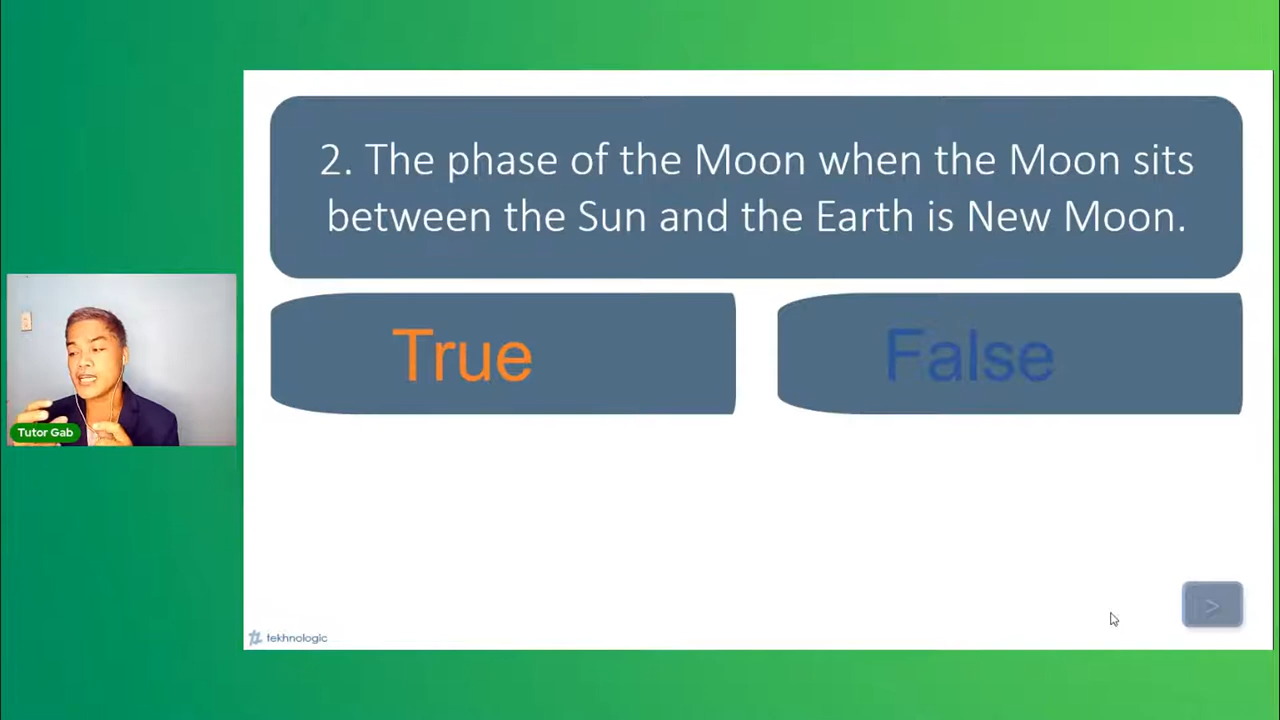 2. The phase of the Moon when the Moon sits
between the Sun and the Earth is New Moon.
True
False
Tutor Gab
>
tekhnologic